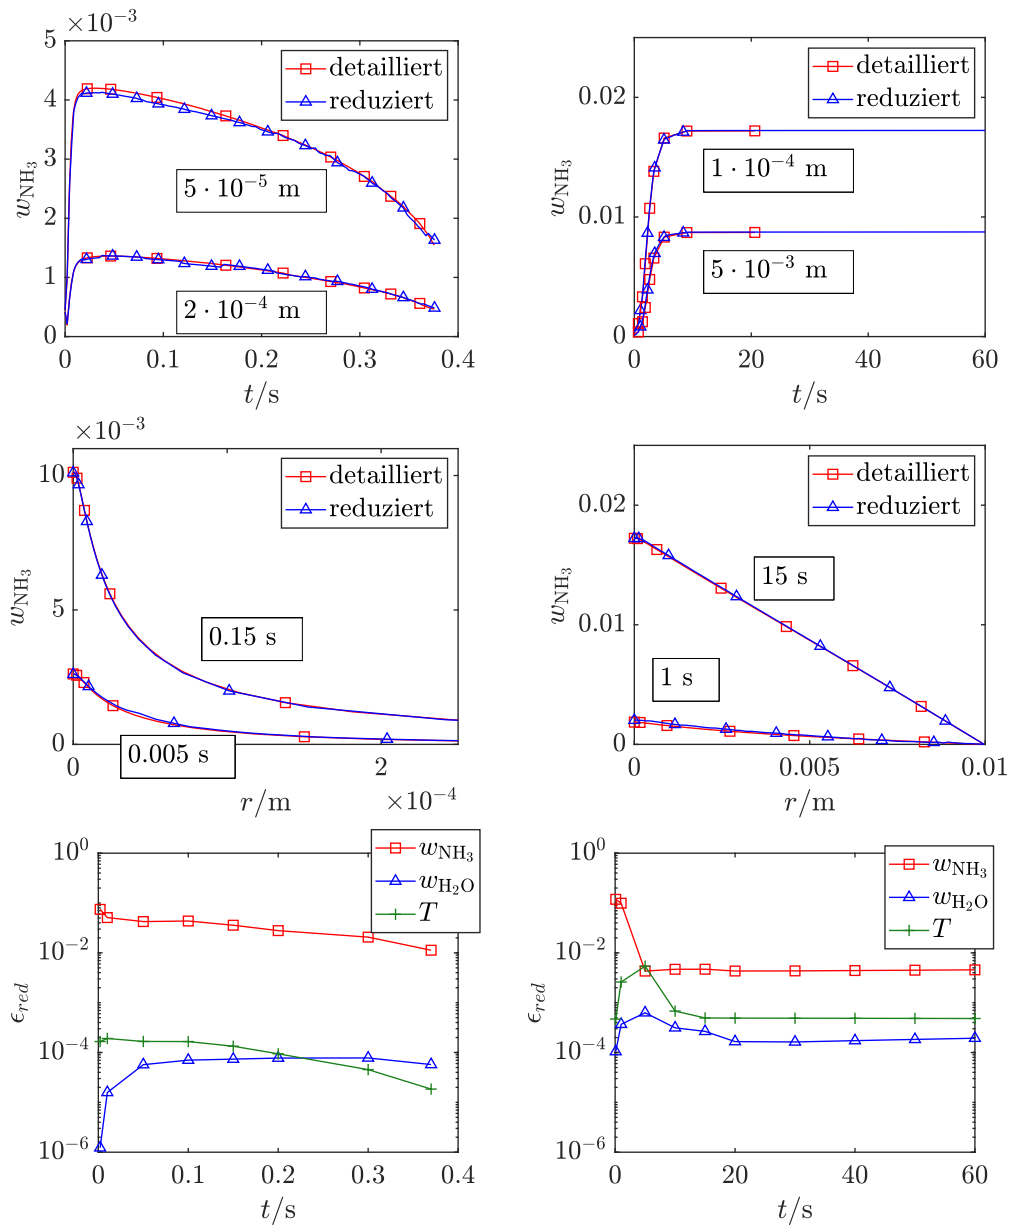 ×10⁻³
5
4
3
2
1
0
w_NH₃
detailliert
reduziert
5 · 10⁻⁵ m
2 · 10⁻⁴ m
0 0.1 0.2 0.3 0.4
t/s
0.02
0.01
0
w_NH₃
detailliert
reduziert
1 · 10⁻⁴ m
5 · 10⁻³ m
0 20 40 60
t/s
×10⁻³
10
5
0
w_NH₃
detailliert
reduziert
0.15 s
0.005 s
0 2
r/m ×10⁻⁴
0.02
0.01
0
w_NH₃
detailliert
reduziert
15 s
1 s
0 0.005 0.01
r/m
10⁰
10⁻²
10⁻⁴
10⁻⁶
ϵ_red
w_NH₃
w_H₂O
T
0 0.1 0.2 0.3 0.4
t/s
10⁰
10⁻²
10⁻⁴
10⁻⁶
ϵ_red
w_NH₃
w_H₂O
T
0 20 40 60
t/s